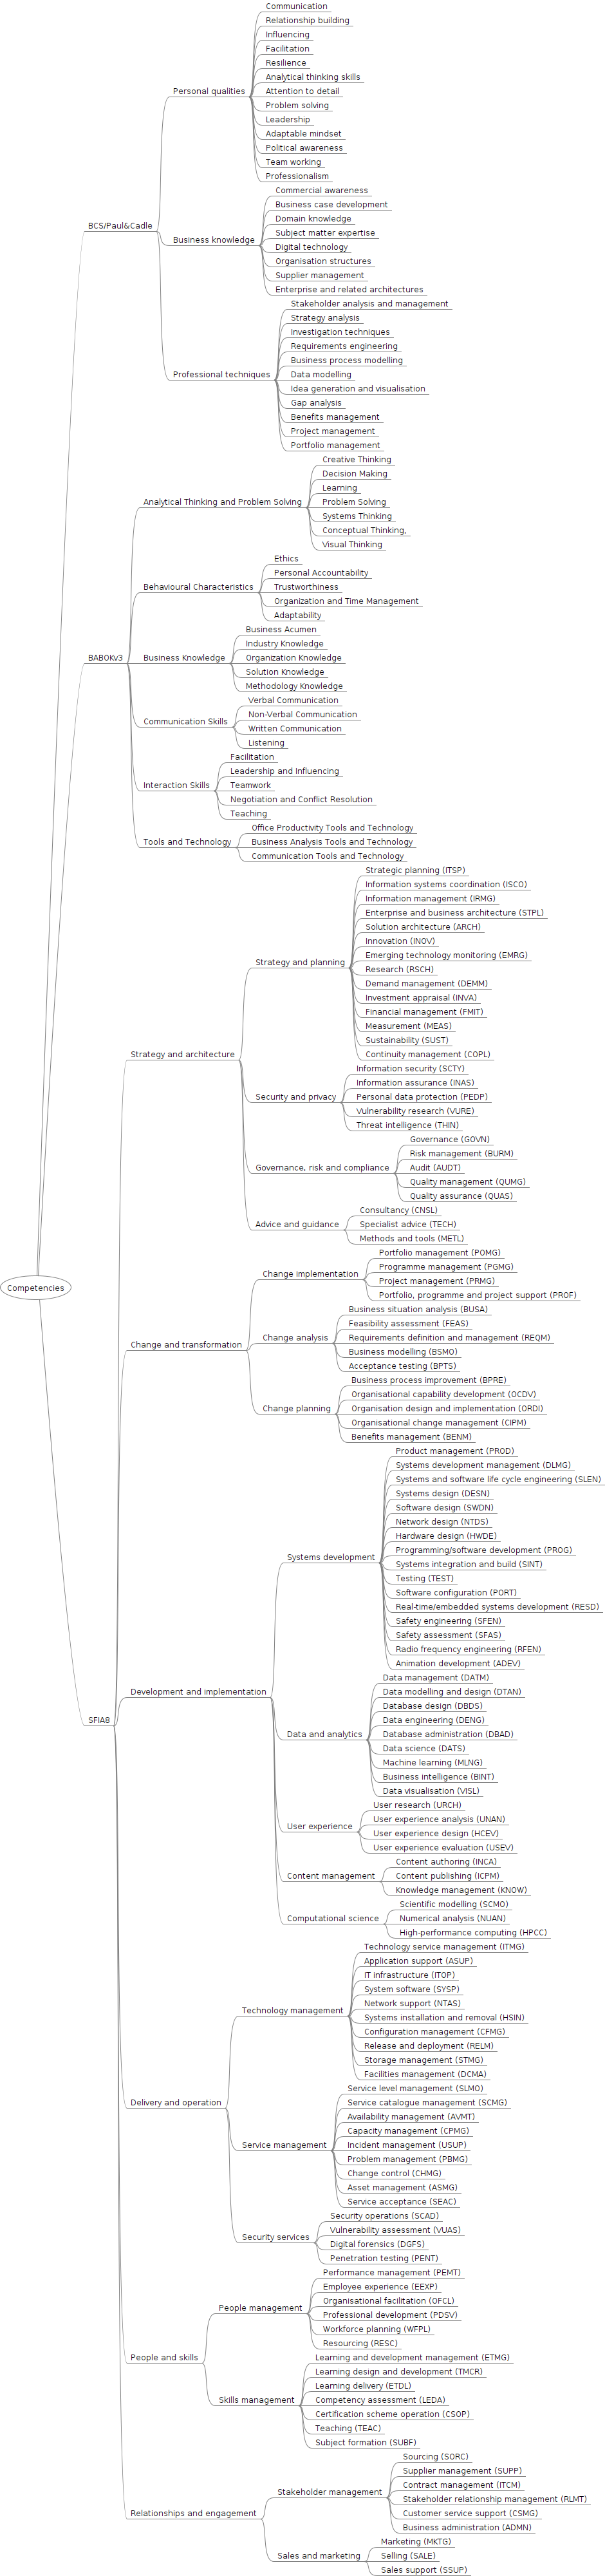 Competencies
BCS/Paul&Cadle
Personal qualities
Communication
Relationship building
Influencing
Facilitation
Resilience
Analytical thinking skills
Attention to detail
Problem solving
Leadership
Adaptable mindset
Political awareness
Team working
Professionalism
Business knowledge
Commercial awareness
Business case development
Domain knowledge
Subject matter expertise
Digital technology
Organisation structures
Supplier management
Enterprise and related architectures
Professional techniques
Stakeholder analysis and management
Strategy analysis
Investigation techniques
Requirements engineering
Business process modelling
Data modelling
Idea generation and visualisation
Gap analysis
Benefits management
Project management
Portfolio management
BABOKv3
Analytical Thinking and Problem Solving
Creative Thinking
Decision Making
Learning
Problem Solving
Systems Thinking
Conceptual Thinking,
Visual Thinking
Behavioural Characteristics
Ethics
Personal Accountability
Trustworthiness
Organization and Time Management
Adaptability
Business Knowledge
Business Acumen
Industry Knowledge
Organization Knowledge
Solution Knowledge
Methodology Knowledge
Communication Skills
Verbal Communication
Non-Verbal Communication
Written Communication
Listening
Interaction Skills
Facilitation
Leadership and Influencing
Teamwork
Negotiation and Conflict Resolution
Teaching
Tools and Technology
Office Productivity Tools and Technology
Business Analysis Tools and Technology
Communication Tools and Technology
SFIA8
Strategy and architecture
Strategy and planning
Strategic planning (ITSP)
Information systems coordination (ISCO)
Information management (IRMG)
Enterprise and business architecture (STPL)
Solution architecture (ARCH)
Innovation (INOV)
Emerging technology monitoring (EMRG)
Research (RSCH)
Demand management (DEMM)
Investment appraisal (INVA)
Financial management (FMIT)
Measurement (MEAS)
Sustainability (SUST)
Continuity management (COPL)
Security and privacy
Information security (SCTY)
Information assurance (INAS)
Personal data protection (PEDP)
Vulnerability research (VURE)
Threat intelligence (THIN)
Governance, risk and compliance
Governance (GOVN)
Risk management (BURM)
Audit (AUDT)
Quality management (QUMG)
Quality assurance (QUAS)
Advice and guidance
Consultancy (CNSL)
Specialist advice (TECH)
Methods and tools (METL)
Change and transformation
Change implementation
Portfolio management (POMG)
Programme management (PGMG)
Project management (PRMG)
Portfolio, programme and project support (PROF)
Change analysis
Business situation analysis (BUSA)
Feasibility assessment (FEAS)
Requirements definition and management (REQM)
Business modelling (BSMO)
Acceptance testing (BPTS)
Change planning
Business process improvement (BPRE)
Organisational capability development (OCDV)
Organisation design and implementation (ORDI)
Organisational change management (CIPM)
Benefits management (BENM)
Development and implementation
Systems development
Product management (PROD)
Systems development management (DLMG)
Systems and software life cycle engineering (SLEN)
Systems design (DESN)
Software design (SWDN)
Network design (NTDS)
Hardware design (HWDE)
Programming/software development (PROG)
Systems integration and build (SINT)
Testing (TEST)
Software configuration (PORT)
Real-time/embedded systems development (RESD)
Safety engineering (SFEN)
Safety assessment (SFAS)
Radio frequency engineering (RFEN)
Animation development (ADEV)
Data and analytics
Data management (DATM)
Data modelling and design (DTAN)
Database design (DBDS)
Data engineering (DENG)
Database administration (DBAD)
Data science (DATS)
Machine learning (MLNG)
Business intelligence (BINT)
Data visualisation (VISL)
User experience
User research (URCH)
User experience analysis (UNAN)
User experience design (HCEV)
User experience evaluation (USEV)
Content management
Content authoring (INCA)
Content publishing (ICPM)
Knowledge management (KNOW)
Computational science
Scientific modelling (SCMO)
Numerical analysis (NUAN)
High-performance computing (HPCC)
Delivery and operation
Technology management
Technology service management (ITMG)
Application support (ASUP)
IT infrastructure (ITOP)
System software (SYSP)
Network support (NTAS)
Systems installation and removal (HSIN)
Configuration management (CFMG)
Release and deployment (RELM)
Storage management (STMG)
Facilities management (DCMA)
Service management
Service level management (SLMO)
Service catalogue management (SCMG)
Availability management (AVMT)
Capacity management (CPMG)
Incident management (USUP)
Problem management (PBMG)
Change control (CHMG)
Asset management (ASMG)
Service acceptance (SEAC)
Security services
Security operations (SCAD)
Vulnerability assessment (VUAS)
Digital forensics (DGFS)
Penetration testing (PENT)
People and skills
People management
Performance management (PEMT)
Employee experience (EEXP)
Organisational facilitation (OFCL)
Professional development (PDSV)
Workforce planning (WFPL)
Resourcing (RESC)
Skills management
Learning and development management (ETMG)
Learning design and development (TMCR)
Learning delivery (ETDL)
Competency assessment (LEDA)
Certification scheme operation (CSOP)
Teaching (TEAC)
Subject formation (SUBF)
Relationships and engagement
Stakeholder management
Sourcing (SORC)
Supplier management (SUPP)
Contract management (ITCM)
Stakeholder relationship management (RLMT)
Customer service support (CSMG)
Business administration (ADMN)
Sales and marketing
Marketing (MKTG)
Selling (SALE)
Sales support (SSUP)